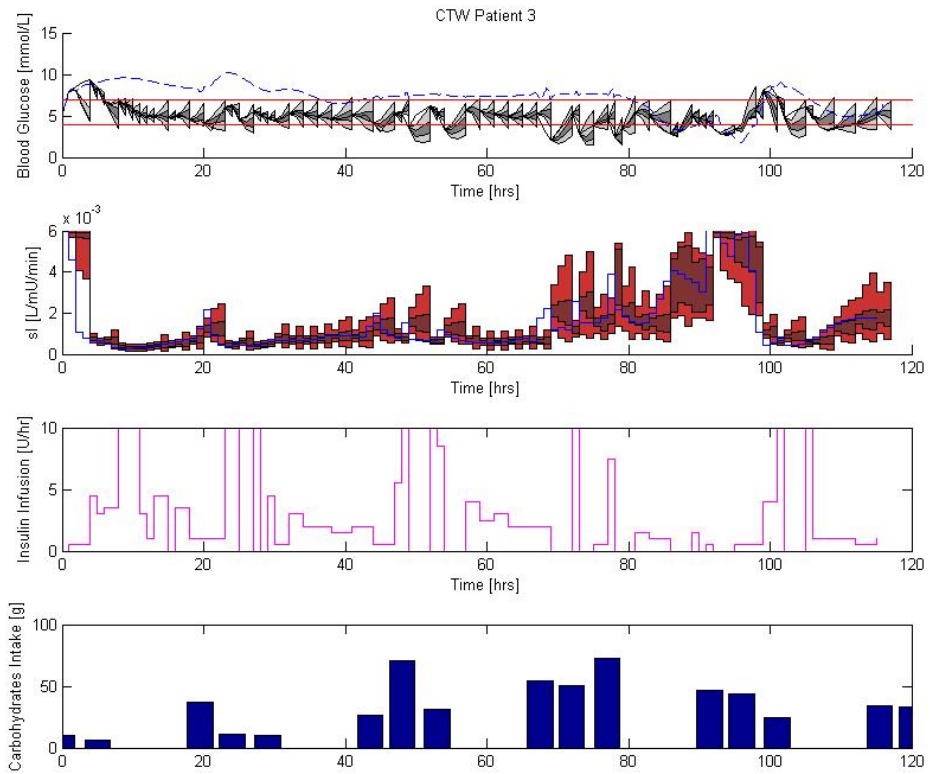 CTW Patient 3
Blood Glucose [mmol/L]
15
10
5
0
0 20 40 60 80 100 120
Time [hrs]
x 10^-3
sI [L/mU/min]
6
4
2
0
0 20 40 60 80 100 120
Time [hrs]
Insulin Infusion [U/hr]
10
5
0
0 20 40 60 80 100 120
Time [hrs]
Carbohydrates Intake [g]
100
50
0
0 20 40 60 80 100 120